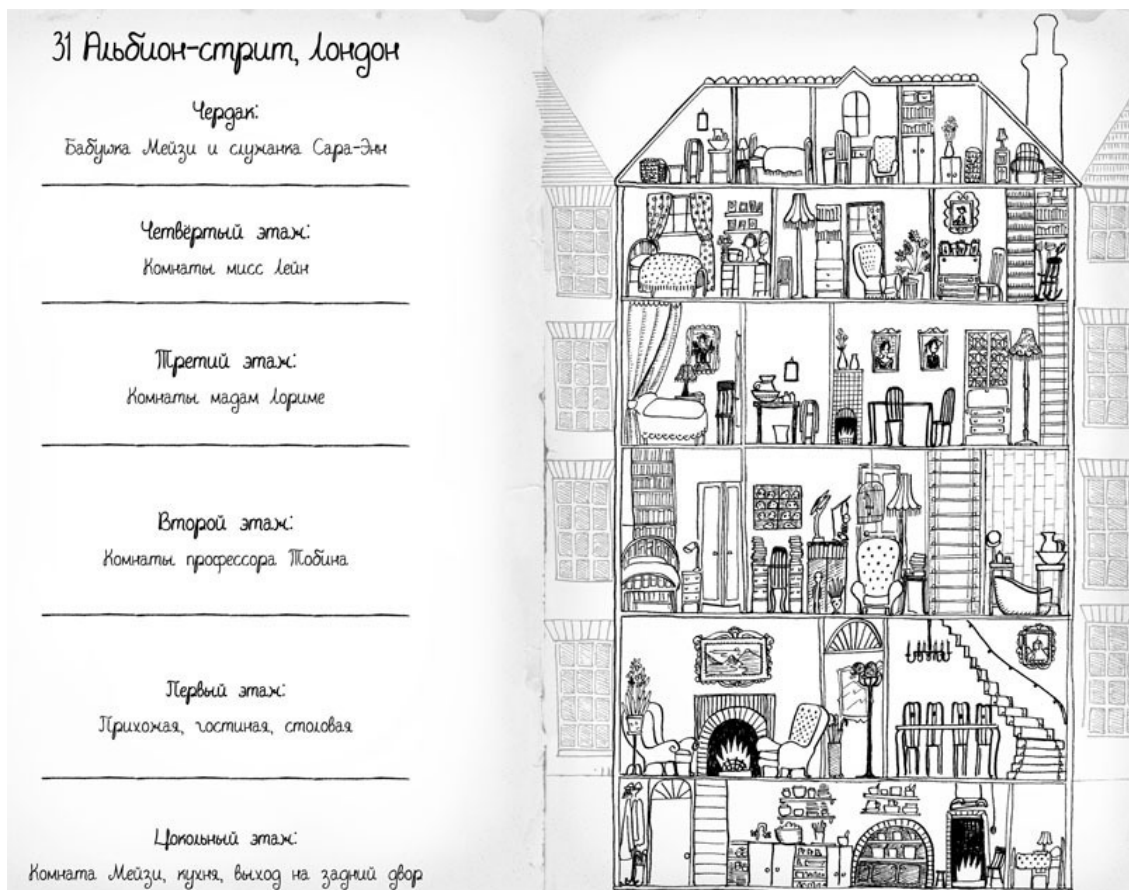 31 Альбион-стрит, Лондон
Чердак:
Бабушка Мейзи и служанка Сара-Энн
Четвёртый этаж:
Комнаты мисс Лейн
Третий этаж:
Комнаты мадам Лориме
Второй этаж:
Комнаты профессора Тобина
Первый этаж:
Прихожая, гостиная, столовая
Цокольный этаж:
Комната Мейзи, кухня, выход на задний двор